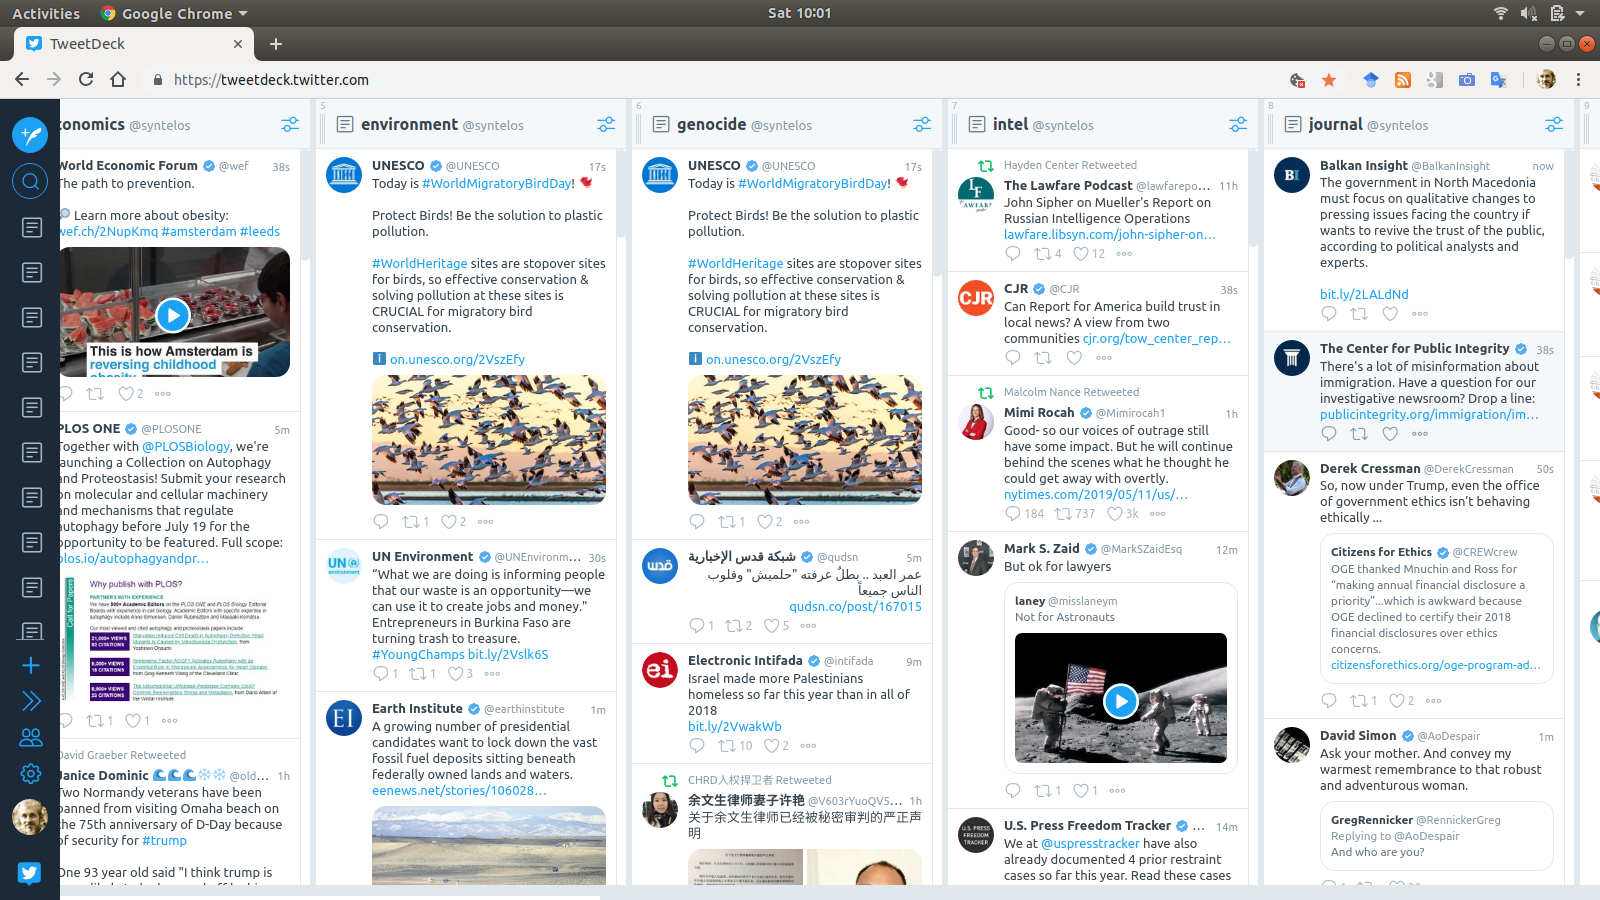 Activities
Google Chrome
Sat 10:01
TweetDeck
https://tweetdeck.twitter.com
conomics @syntelos
World Economic Forum @wef 38s
The path to prevention.
Learn more about obesity:
wef.ch/2NupKmq #amsterdam #leeds
This is how Amsterdam is
reversing childhood
obesity
2
PLOS ONE @PLOSONE 5m
Together with @PLOSBiology, we're
launching a Collection on Autophagy
and Proteostasis! Submit your research
on molecular and cellular machinery
and mechanisms that regulate
autophagy before July 19 for the
opportunity to be featured. Full scope:
plos.io/autophagyandpr…
Call for Papers
Why publish with PLOS?
PARTNERS WITH EXPERIENCE
21,000+ VIEWS
1 1
David Graeber Retweeted
Janice Dominic @old… 1h
Two Normandy veterans have been
banned from visiting Omaha beach on
the 75th anniversary of D-Day because
of security for #trump
One 93 year old said "I think trump is
5
environment @syntelos
UNESCO @UNESCO 17s
Today is #WorldMigratoryBirdDay!
Protect Birds! Be the solution to plastic
pollution.
#WorldHeritage sites are stopover sites
for birds, so effective conservation &
solving pollution at these sites is
CRUCIAL for migratory bird
conservation.
on.unesco.org/2VszEfy
1 2
UN Environment @UNEnvironm… 30s
“What we are doing is informing people
that our waste is an opportunity—we
can use it to create jobs and money."
Entrepreneurs in Burkina Faso are
turning trash to treasure.
#YoungChamps bit.ly/2Vslk6S
1 1 3
EI
Earth Institute @earthinstitute 1m
A growing number of presidential
candidates want to lock down the vast
fossil fuel deposits sitting beneath
federally owned lands and waters.
eenews.net/stories/106028…
6
genocide @syntelos
UNESCO @UNESCO 17s
Today is #WorldMigratoryBirdDay!
Protect Birds! Be the solution to plastic
pollution.
#WorldHeritage sites are stopover sites
for birds, so effective conservation &
solving pollution at these sites is
CRUCIAL for migratory bird
conservation.
on.unesco.org/2VszEfy
1 2
شبكة قدس الإخبارية @qudsn 5m
عمر العبد .. بطلٌ عرفته "حلميش" وقلوب
الناس جميعاً
qudsn.co/post/167015
1 2 5
ei
Electronic Intifada @intifada 9m
Israel made more Palestinians
homeless so far this year than in all of
2018
bit.ly/2VwakWb
10 2
CHRD人权捍卫者 Retweeted
余文生律师妻子许艳 @V603rYuoQV5… 1h
关于余文生律师已经被秘密审判的严正声
明
7
intel @syntelos
Hayden Center Retweeted
The Lawfare Podcast @lawfarepo… 11h
John Sipher on Mueller's Report on
Russian Intelligence Operations
lawfare.libsyn.com/john-sipher-on…
4 12
CJR
CJR @CJR 38s
Can Report for America build trust in
local news? A view from two
communities cjr.org/tow_center_rep…
Malcolm Nance Retweeted
Mimi Rocah @Mimirocah1 1h
Good- so our voices of outrage still
have some impact. But he will continue
behind the scenes what he thought he
could get away with overtly.
nytimes.com/2019/05/11/us/…
184 737 3k
Mark S. Zaid @MarkSZaidEsq 12m
But ok for lawyers
laney @misslaneym
Not for Astronauts
1 1
U.S. PRESS FREEDOM TRACKER
U.S. Press Freedom Tracker … 14m
We at @uspresstracker have also
already documented 4 prior restraint
cases so far this year. Read these cases
8
journal @syntelos
BI
Balkan Insight @BalkanInsight now
The government in North Macedonia
must focus on qualitative changes to
pressing issues facing the country if
wants to revive the trust of the public,
according to political analysts and
experts.
bit.ly/2LALdNd
The Center for Public Integrity 38s
There's a lot of misinformation about
immigration. Have a question for our
investigative newsroom? Drop a line:
publicintegrity.org/immigration/im…
Derek Cressman @DerekCressman 50s
So, now under Trump, even the office
of government ethics isn’t behaving
ethically ...
Citizens for Ethics @CREWcrew
OGE thanked Mnuchin and Ross for
“making annual financial disclosure a
priority”...which is awkward because
OGE declined to certify their 2018
financial disclosures over ethics
concerns.
citizensforethics.org/oge-program-ad…
1 2
David Simon @AoDespair 1m
Ask your mother. And convey my
warmest remembrance to that robust
and adventurous woman.
GregRennicker @RennickerGreg
Replying to @AoDespair
And who are you?
9